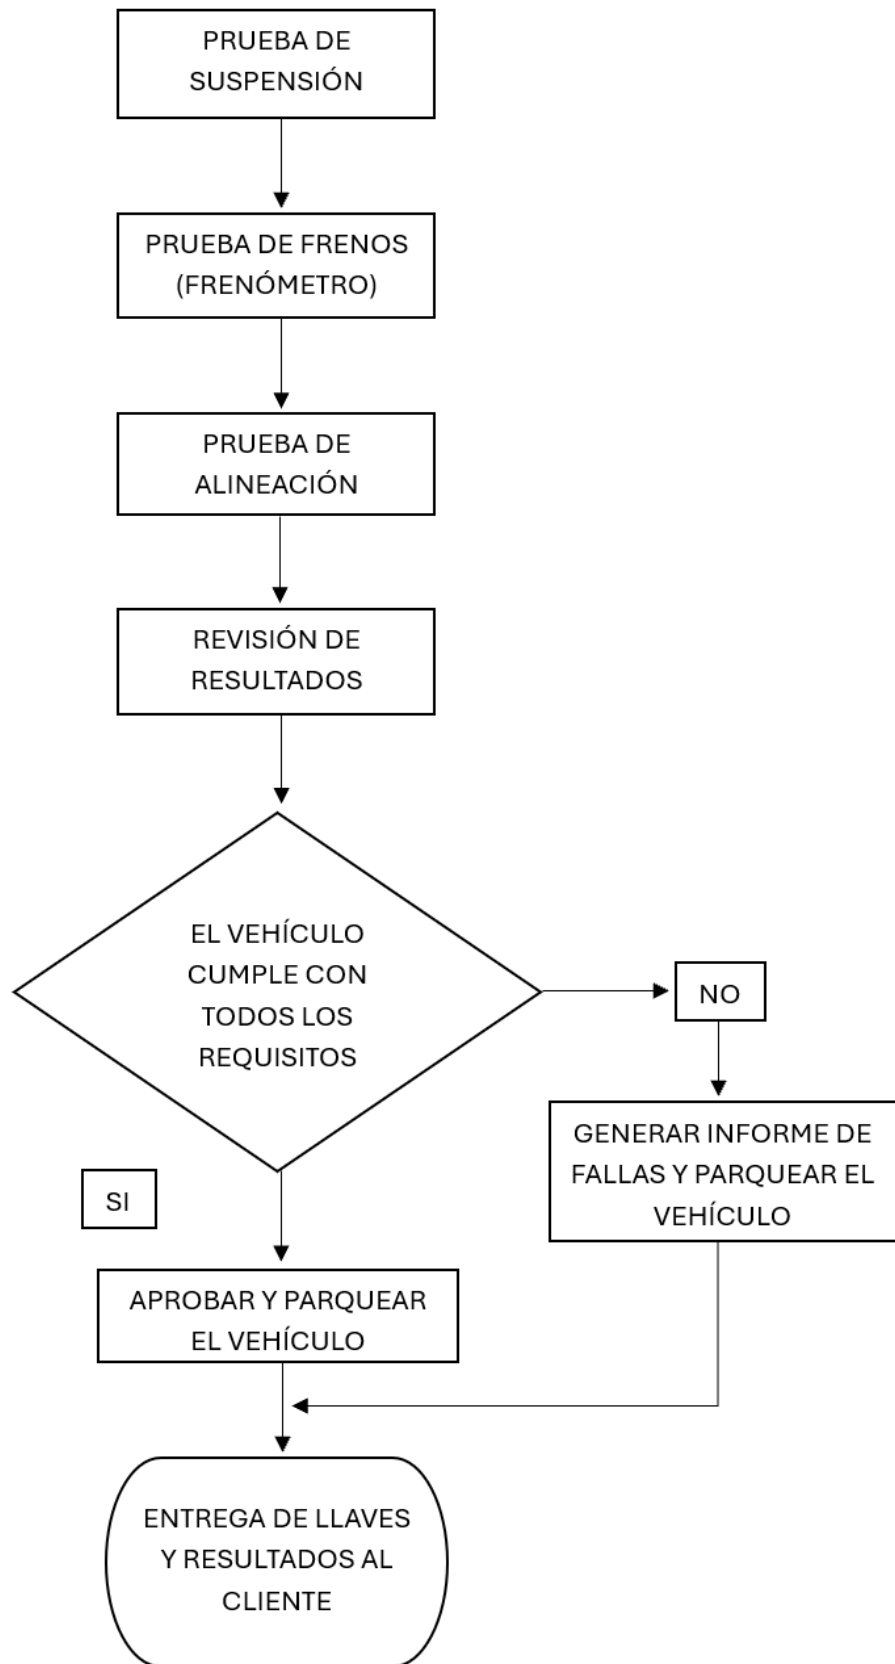 PRUEBA DE
SUSPENSIÓN
PRUEBA DE FRENOS
(FRENÓMETRO)
PRUEBA DE
ALINEACIÓN
REVISIÓN DE
RESULTADOS
EL VEHÍCULO
CUMPLE CON
TODOS LOS
REQUISITOS
NO
GENERAR INFORME DE
FALLAS Y PARQUEAR EL
VEHÍCULO
SI
APROBAR Y PARQUEAR
EL VEHÍCULO
ENTREGA DE LLAVES
Y RESULTADOS AL
CLIENTE